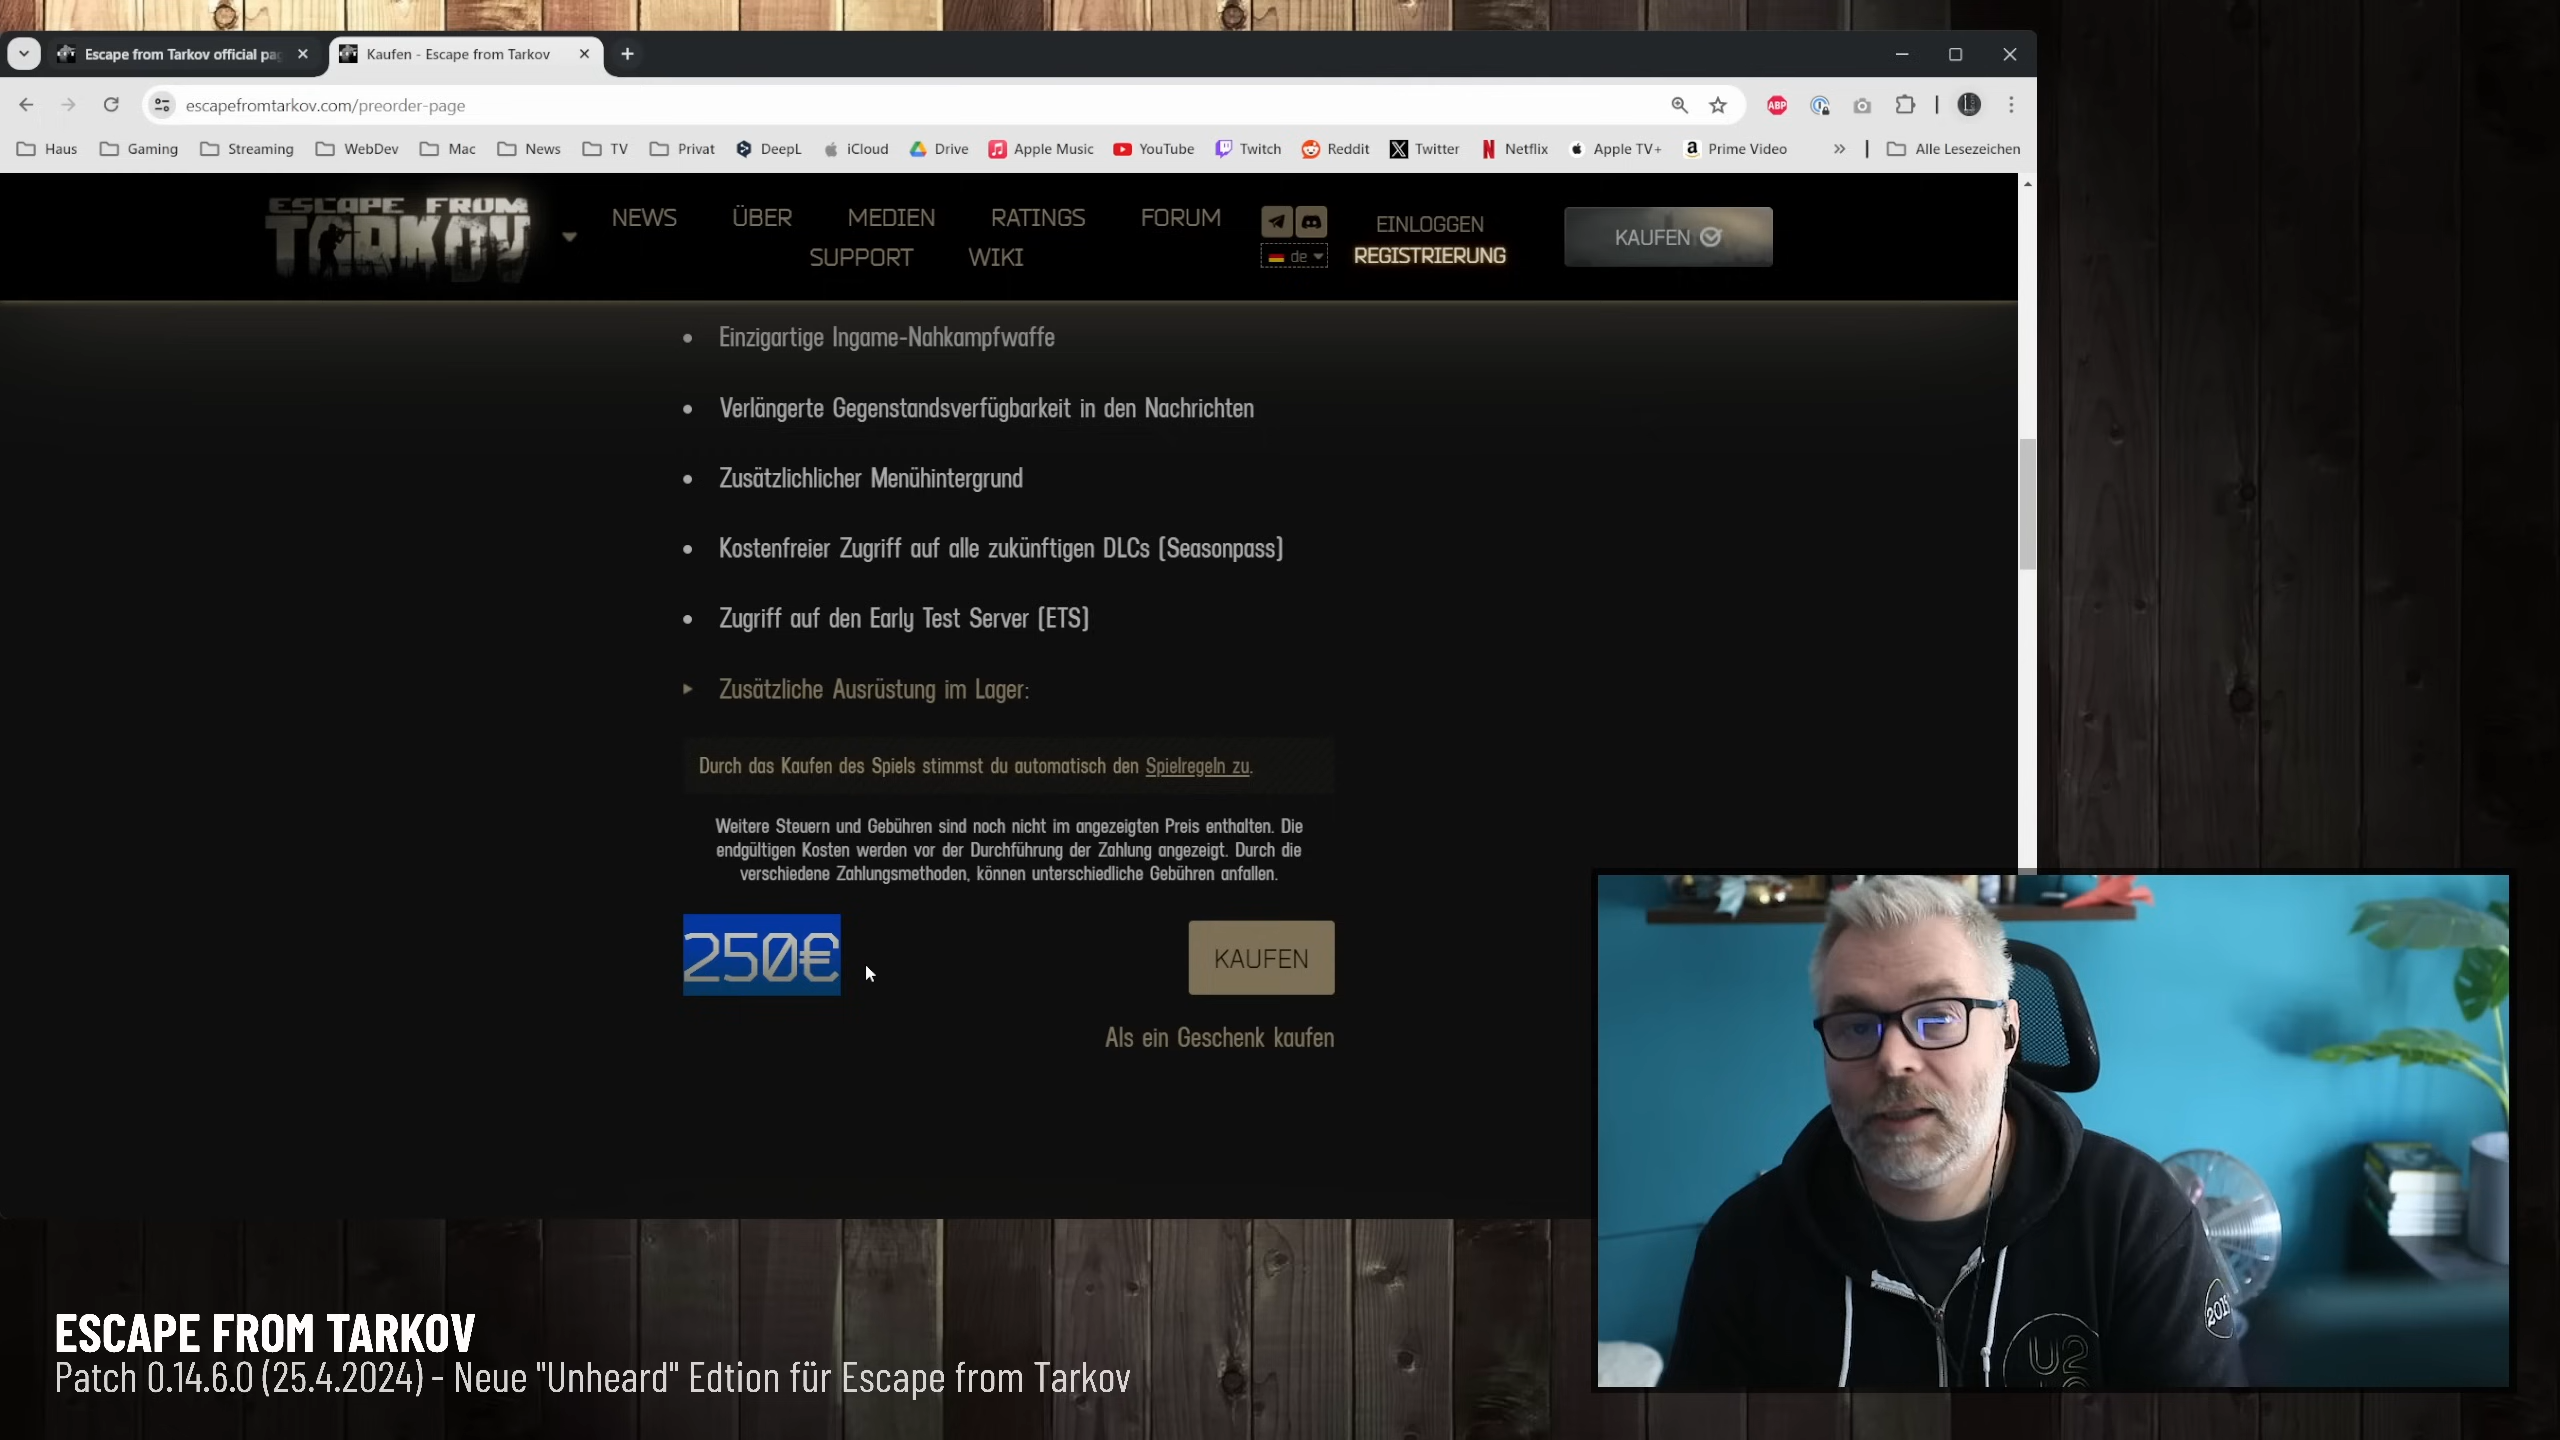 Escape from Tarkov official pa
Kaufen - Escape from Tarkov
escapefromtarkov.com/preorder-page
ABP
Haus Gaming Streaming WebDev Mac News TV Privat DeepL iCloud Drive Apple Music YouTube Twitch Reddit Twitter Netflix Apple TV+ Prime Video Alle Lesezeichen
ESCAPE FROM
TARKOV
NEWS ÜBER MEDIEN RATINGS FORUM
SUPPORT WIKI
de
EINLOGGEN
REGISTRIERUNG
KAUFEN
Einzigartige Ingame-Nahkampfwaffe
Verlängerte Gegenstandsverfügbarkeit in den Nachrichten
Zusätzlichlicher Menühintergrund
Kostenfreier Zugriff auf alle zukünftigen DLCs (Seasonpass)
Zugriff auf den Early Test Server (ETS)
Zusätzliche Ausrüstung im Lager:
Durch das Kaufen des Spiels stimmst du automatisch den Spielregeln zu.
Weitere Steuern und Gebühren sind noch nicht im angezeigten Preis enthalten. Die
endgültigen Kosten werden vor der Durchführung der Zahlung angezeigt. Durch die
verschiedene Zahlungsmethoden, können unterschiedliche Gebühren anfallen.
250€
KAUFEN
Als ein Geschenk kaufen
2015
U2
ESCAPE FROM TARKOV
Patch 0.14.6.0 (25.4.2024) - Neue "Unheard" Edtion für Escape from Tarkov